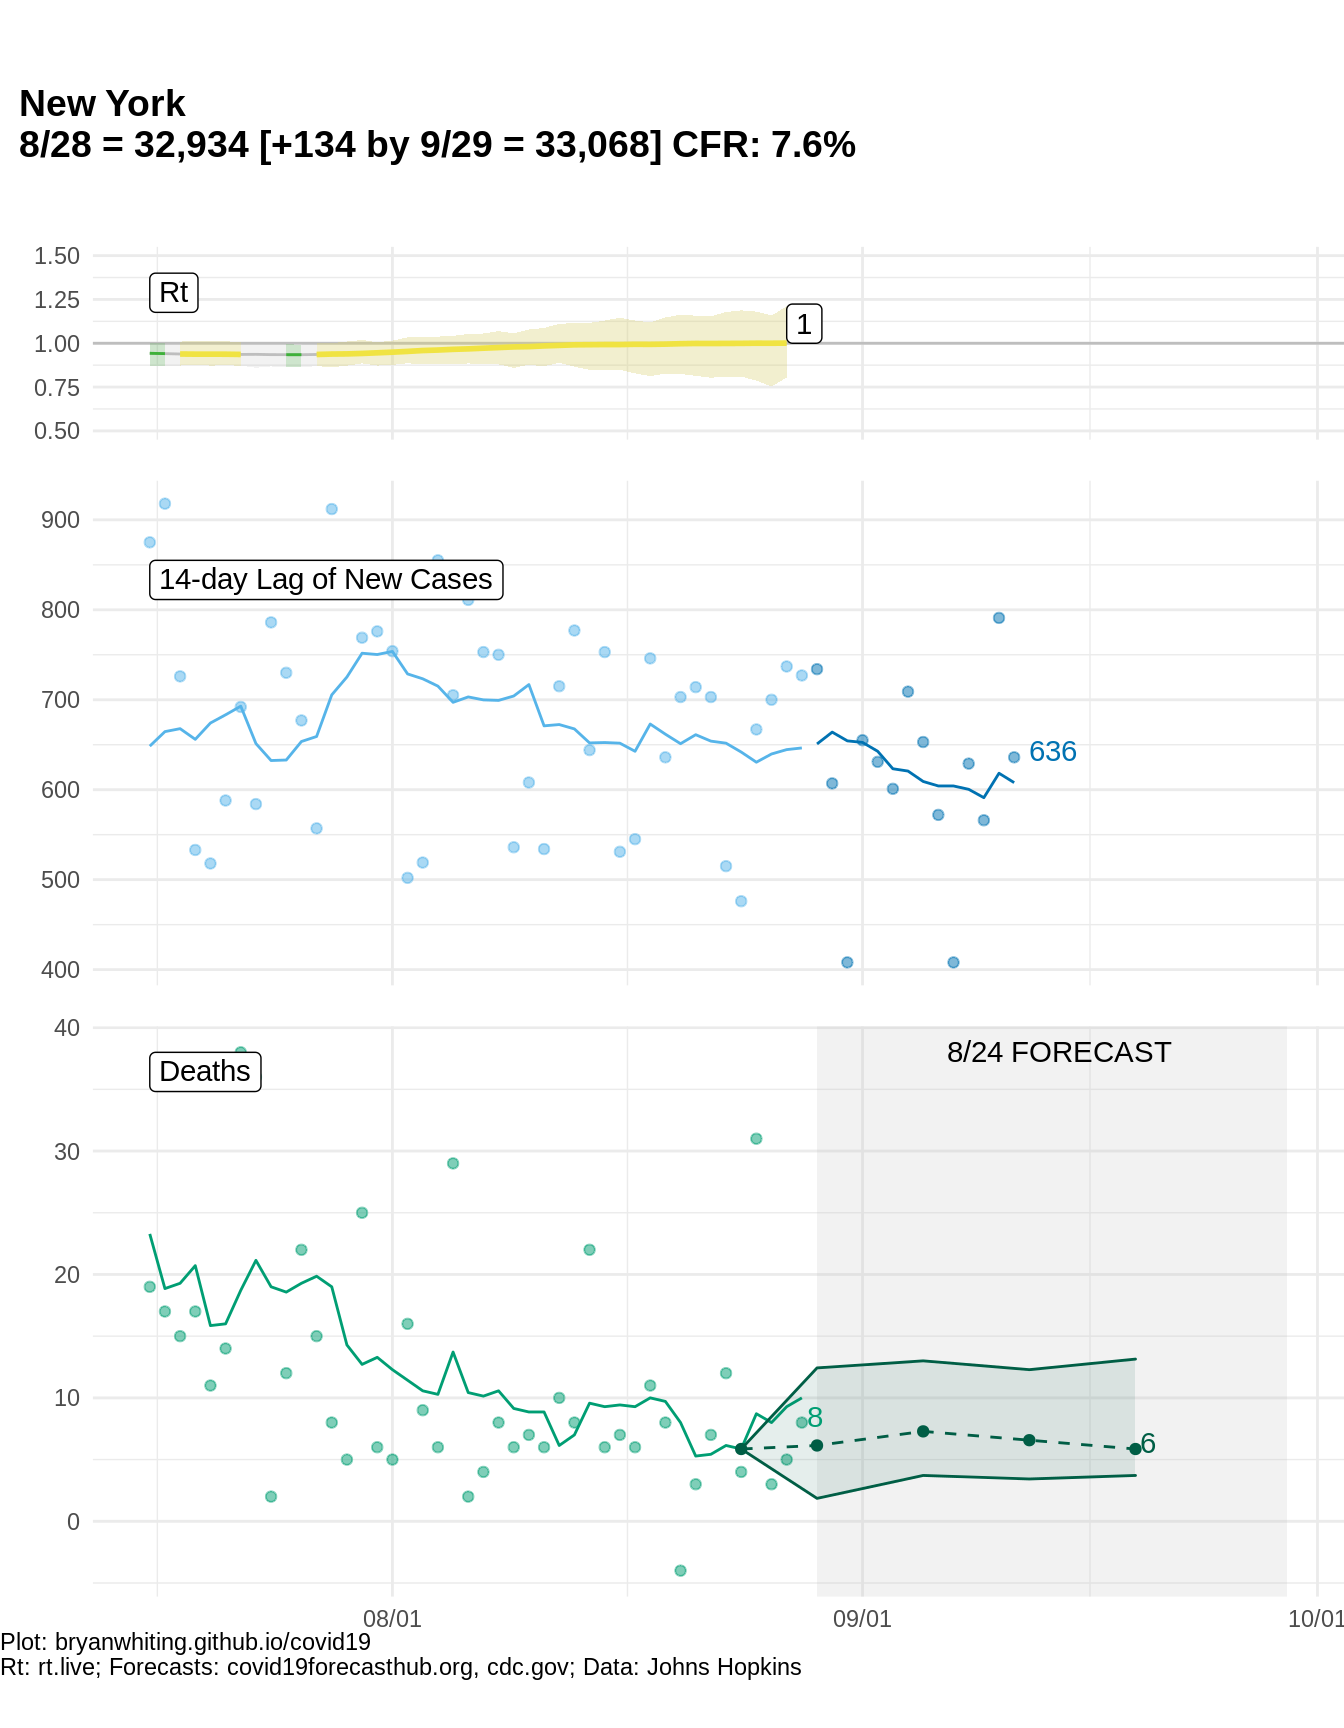 New York
8/28 = 32,934 [+134 by 9/29 = 33,068] CFR: 7.6%
1.50
1.25
1.00
0.75
0.50
Rt
1
900
800
700
600
500
400
14-day Lag of New Cases
636
40
30
20
10
0
Deaths
8/24 FORECAST
8
6
08/01
09/01
10/01
Plot: bryanwhiting.github.io/covid19
Rt: rt.live; Forecasts: covid19forecasthub.org, cdc.gov; Data: Johns Hopkins